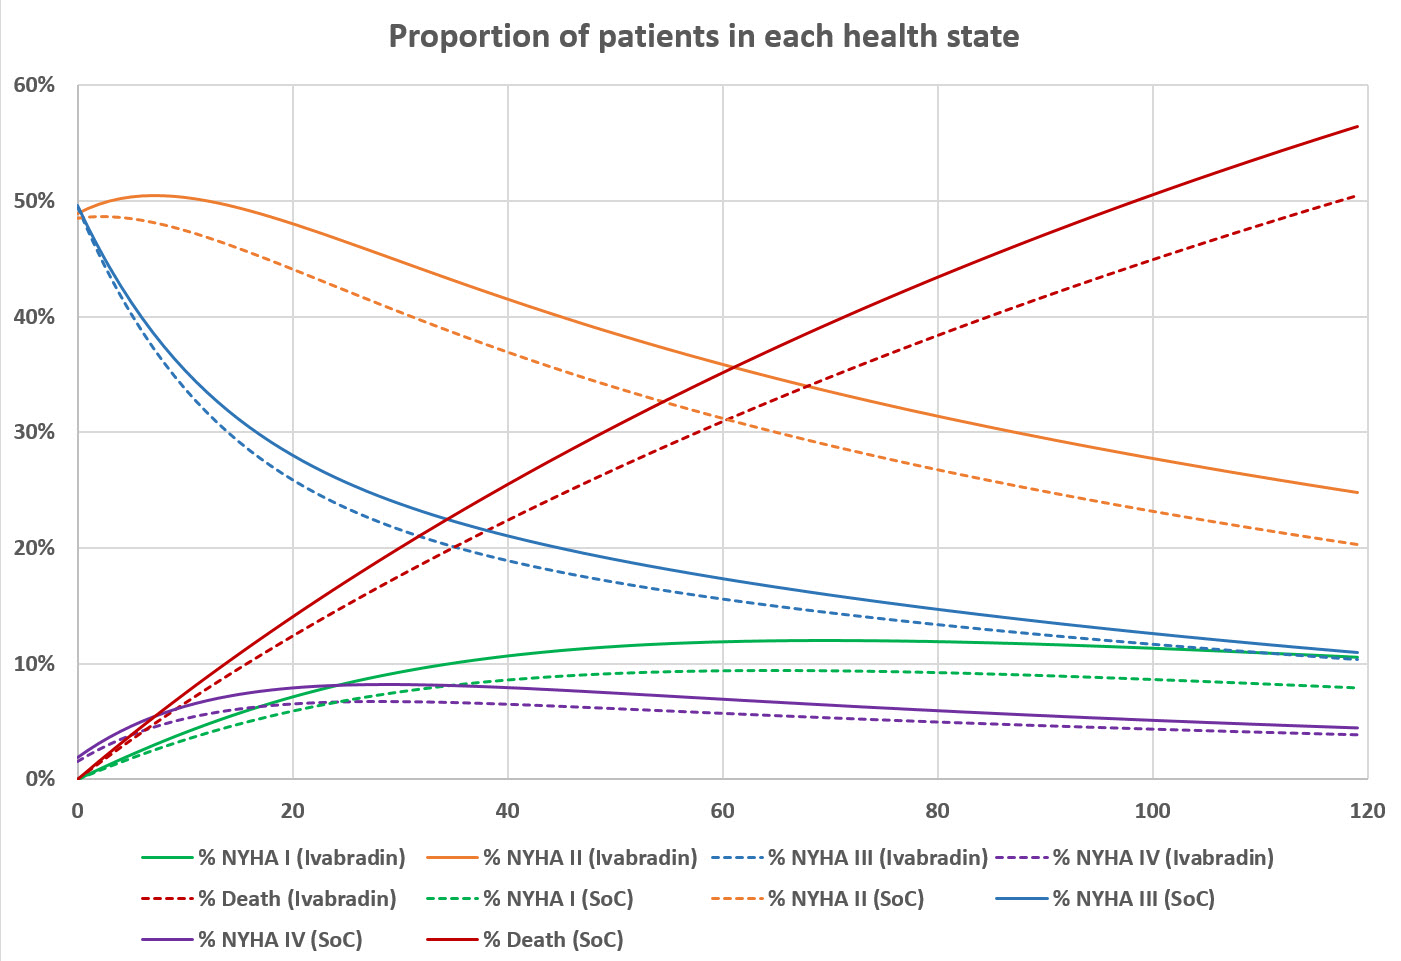 Proportion of patients in each health state
60%
50%
40%
30%
20%
10%
0%
0 20 40 60 80 100 120
% NYHA I (Ivabradin) % NYHA II (Ivabradin) % NYHA III (Ivabradin) % NYHA IV (Ivabradin)
% Death (Ivabradin) % NYHA I (SoC) % NYHA II (SoC) % NYHA III (SoC)
% NYHA IV (SoC) % Death (SoC)